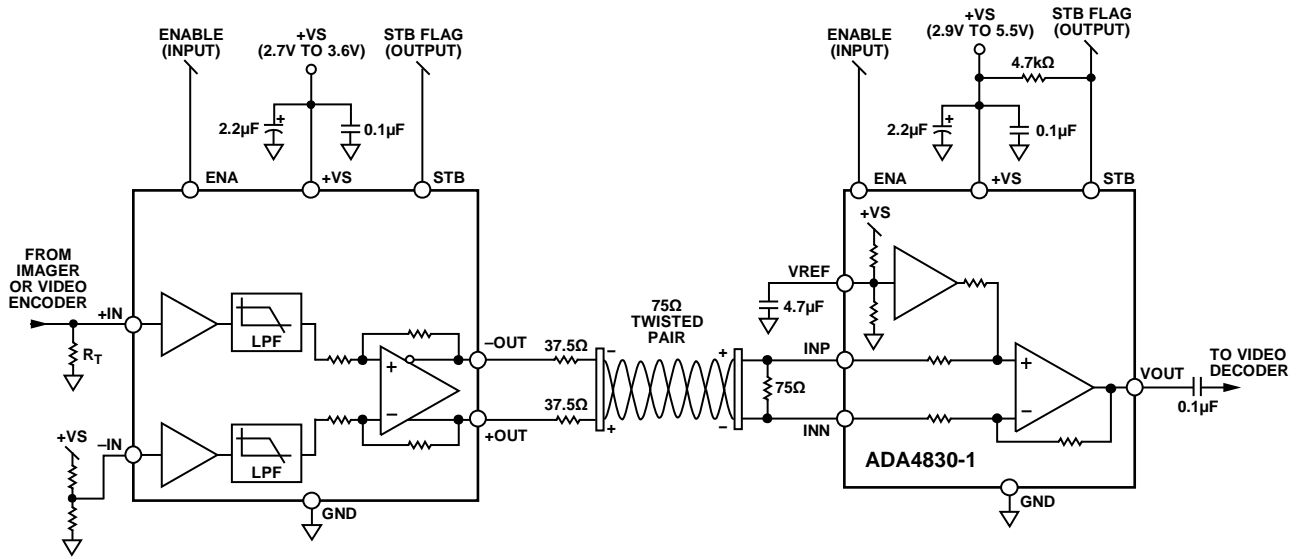 ENABLE
(INPUT)
+VS
(2.7V TO 3.6V)
STB FLAG
(OUTPUT)
2.2µF
+
0.1µF
ENA
+VS
STB
FROM
IMAGER
OR VIDEO
ENCODER
+IN
RT
LPF
+
–
–OUT
+OUT
+VS
–IN
LPF
GND
37.5Ω
37.5Ω
75Ω
TWISTED
PAIR
–
+
+
–
75Ω
ENABLE
(INPUT)
+VS
(2.9V TO 5.5V)
STB FLAG
(OUTPUT)
4.7kΩ
2.2µF
+
0.1µF
ENA
+VS
STB
+VS
VREF
4.7µF
INP
INN
+
–
VOUT
TO VIDEO
DECODER
0.1µF
ADA4830-1
GND